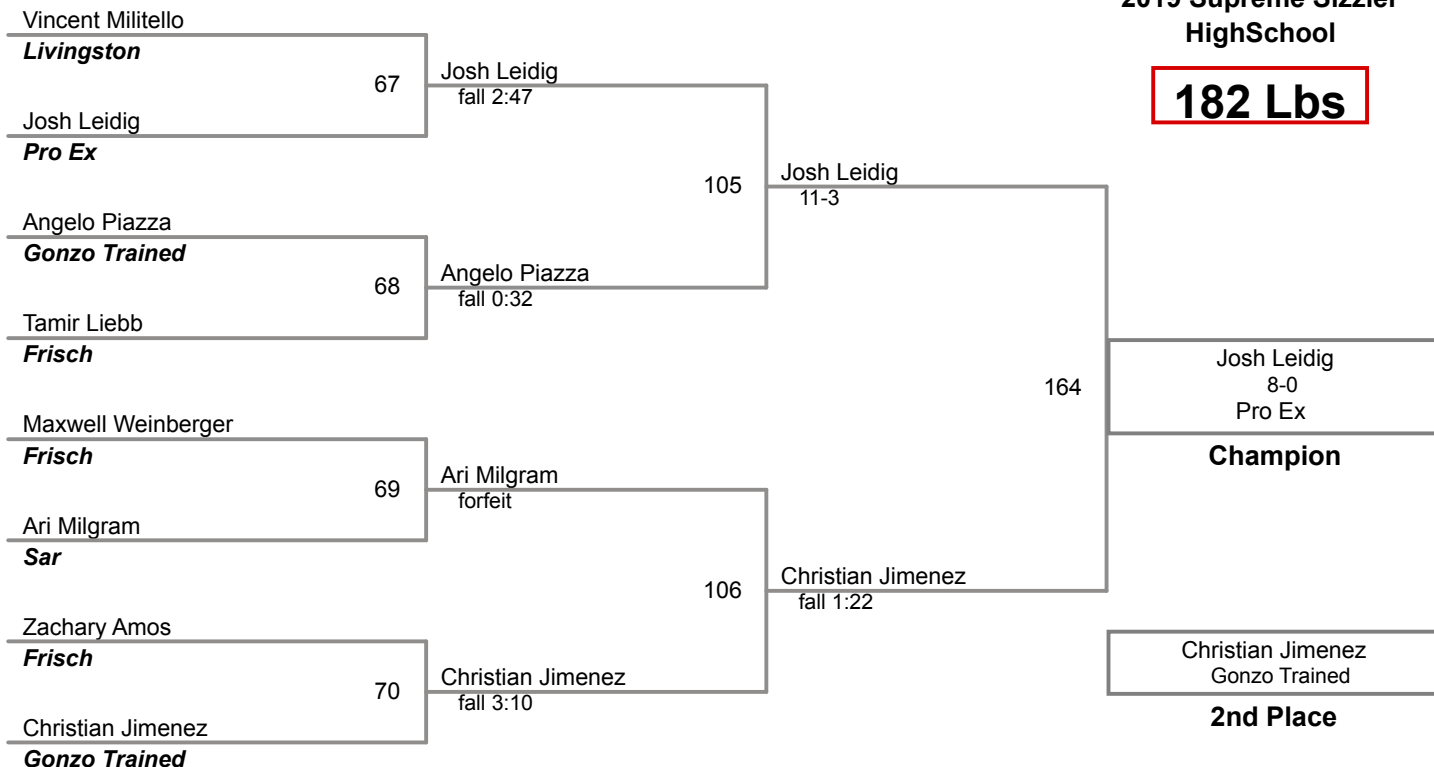 2019 Supreme Sizzler
HighSchool
182 Lbs
Vincent Militello
Livingston
67
Josh Leidig
fall 2:47
Josh Leidig
Pro Ex
105
Josh Leidig
11-3
Angelo Piazza
Gonzo Trained
68
Angelo Piazza
fall 0:32
Tamir Liebb
Frisch
164
Josh Leidig
8-0
Pro Ex
Champion
Maxwell Weinberger
Frisch
69
Ari Milgram
forfeit
Ari Milgram
Sar
106
Christian Jimenez
fall 1:22
Zachary Amos
Frisch
70
Christian Jimenez
fall 3:10
Christian Jimenez
Gonzo Trained
Christian Jimenez
Gonzo Trained
2nd Place